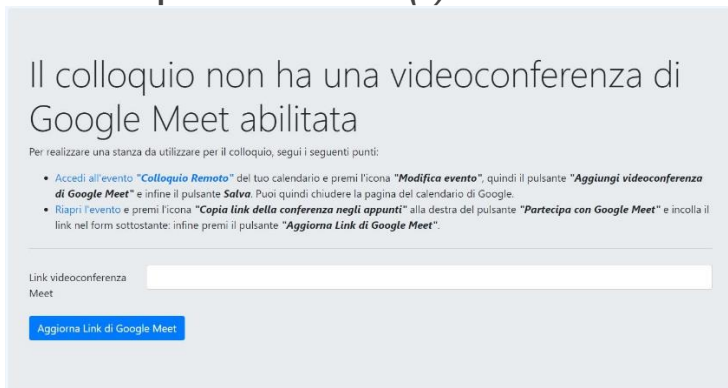 Il colloquio non ha una videoconferenza di
Google Meet abilitata
Per realizzare una stanza da utilizzare per il colloquio, segui i seguenti punti:
• Accedi all'evento "Colloquio Remoto" del tuo calendario e premi l'icona "Modifica evento", quindi il pulsante "Aggiungi videoconferenza
di Google Meet" e infine il pulsante Salva. Puoi quindi chiudere la pagina del calendario di Google.
• Riapri l'evento e premi l'icona "Copia link della conferenza negli appunti" alla destra del pulsante "Partecipa con Google Meet" e incolla il
link nel form sottostante: infine premi il pulsante "Aggiorna Link di Google Meet".
Link videoconferenza
Meet
Aggiorna Link di Google Meet